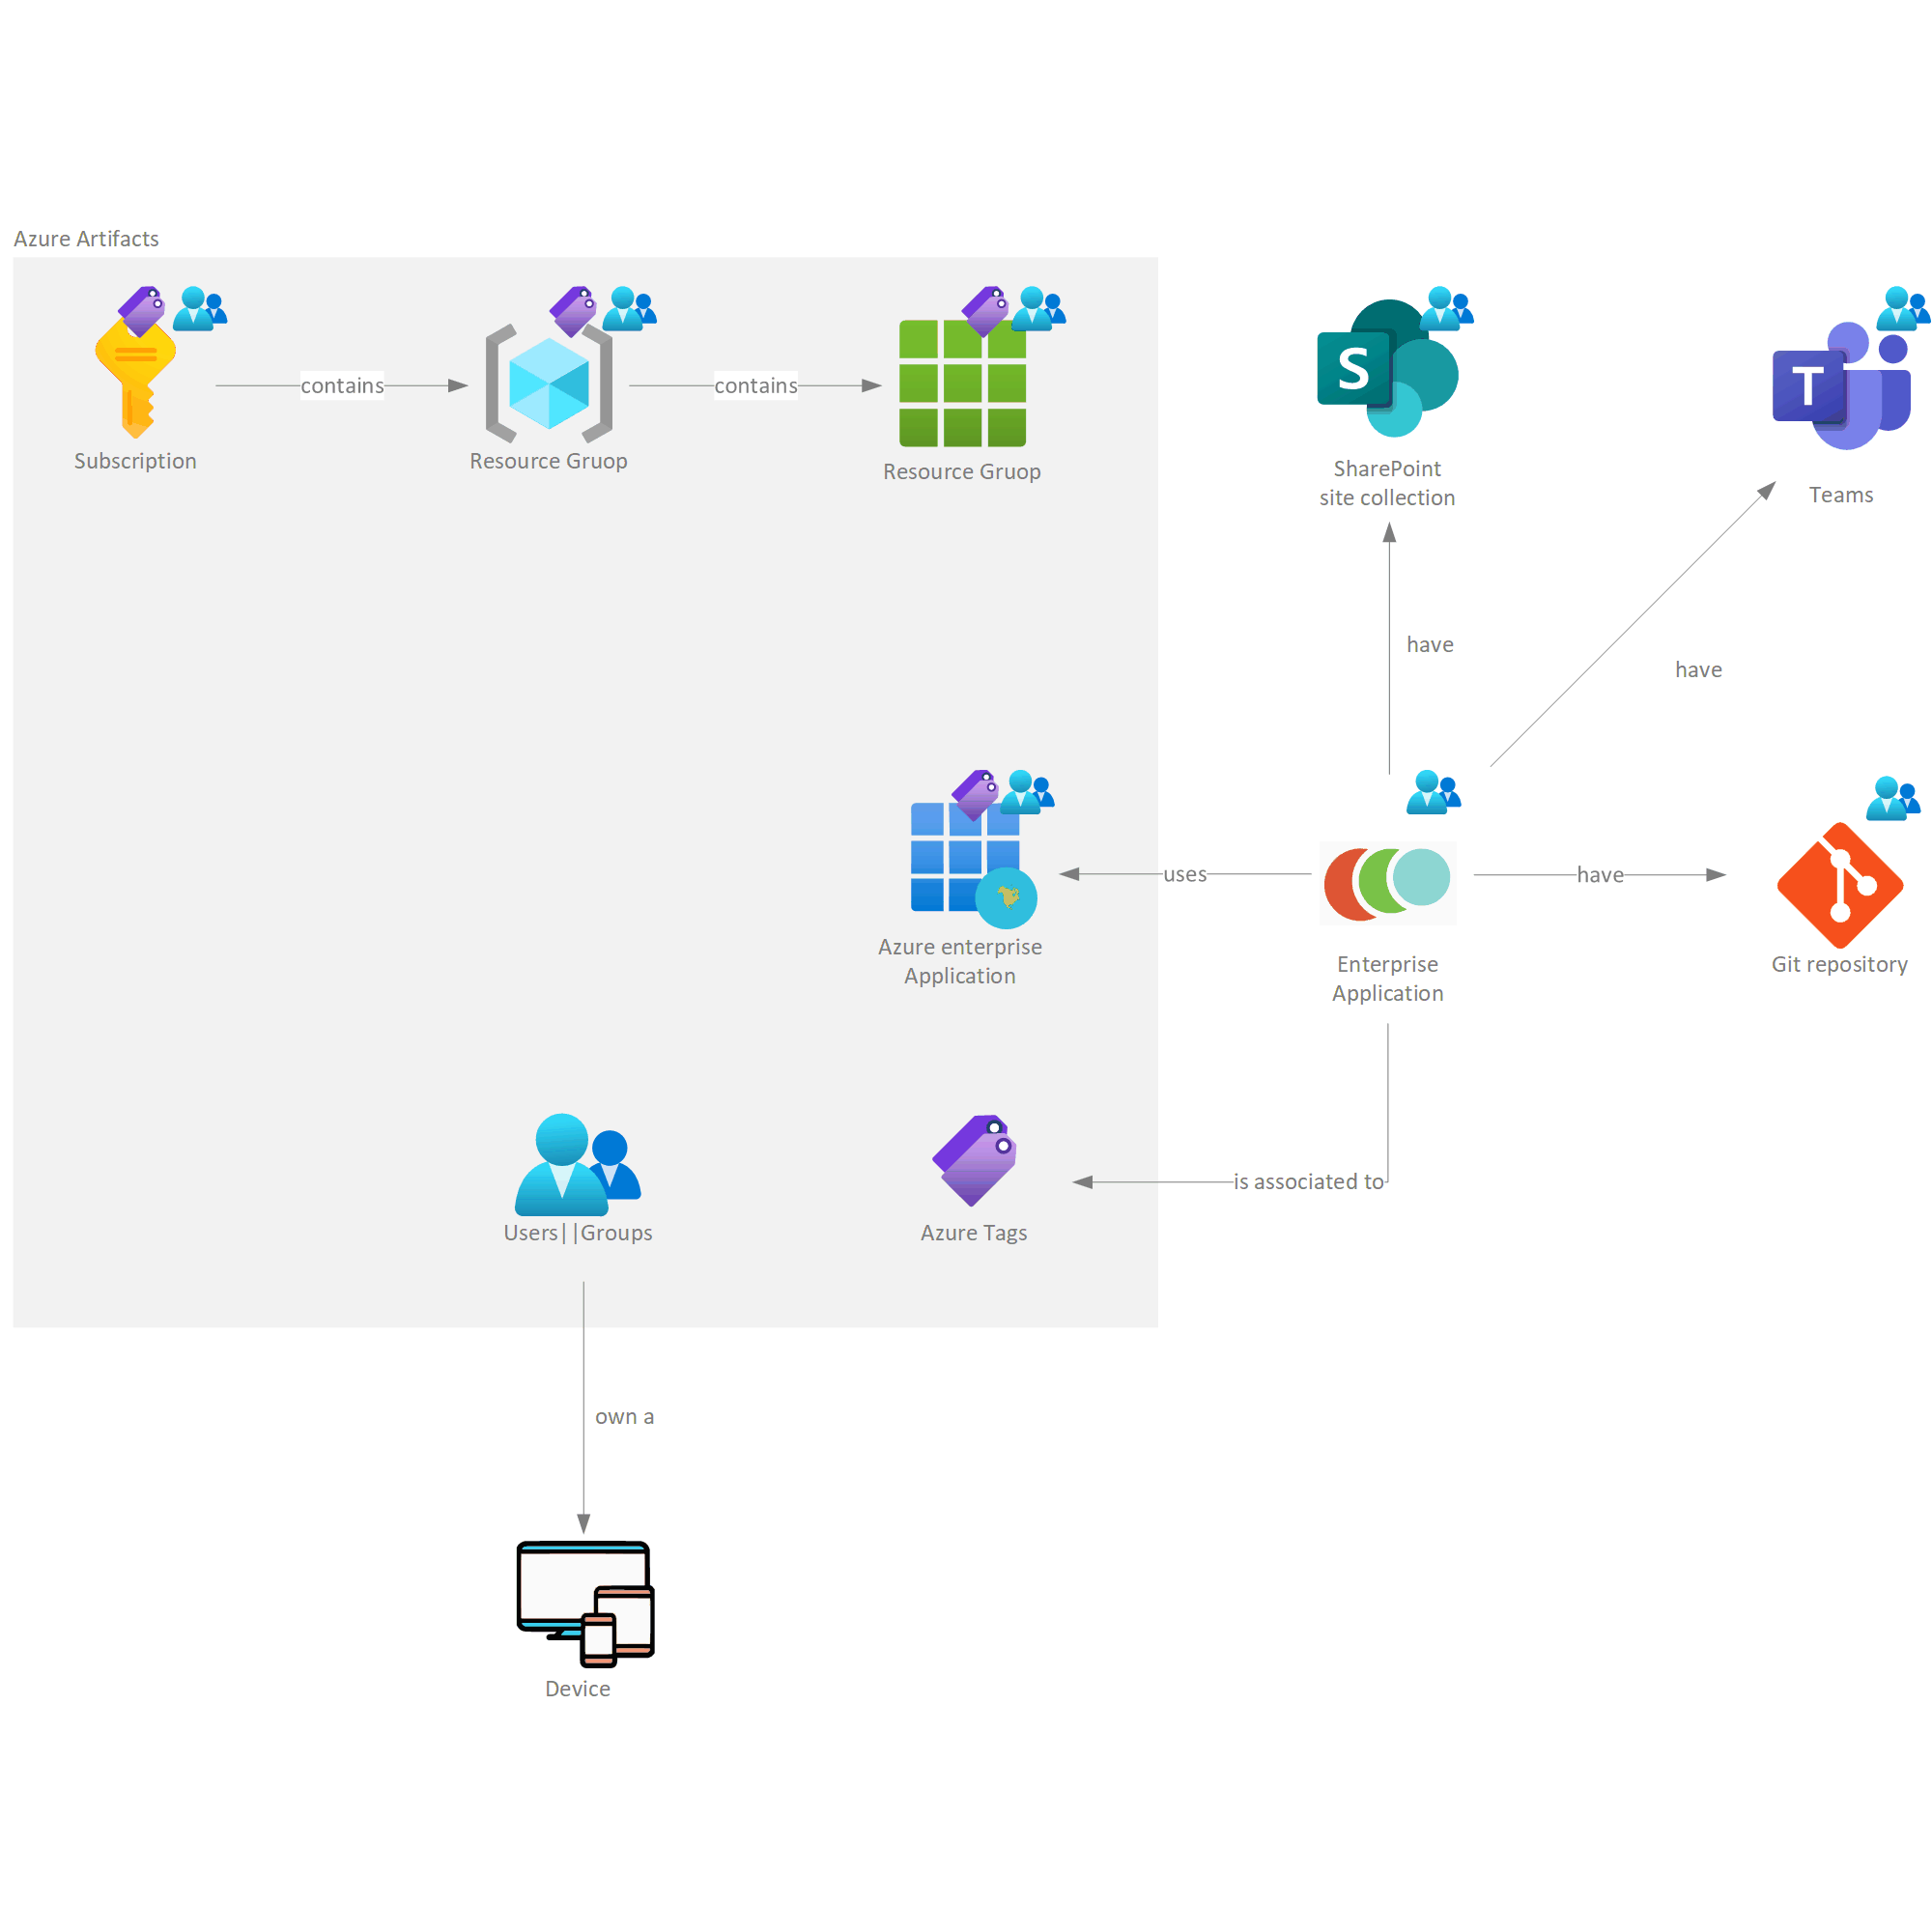 Azure Artifacts
contains
contains
Subscription
Resource Gruop
Resource Gruop
S
SharePoint
site collection
T
Teams
have
have
uses
have
Azure enterprise
Application
Enterprise
Application
Git repository
is associated to
Users||Groups
Azure Tags
own a
Device